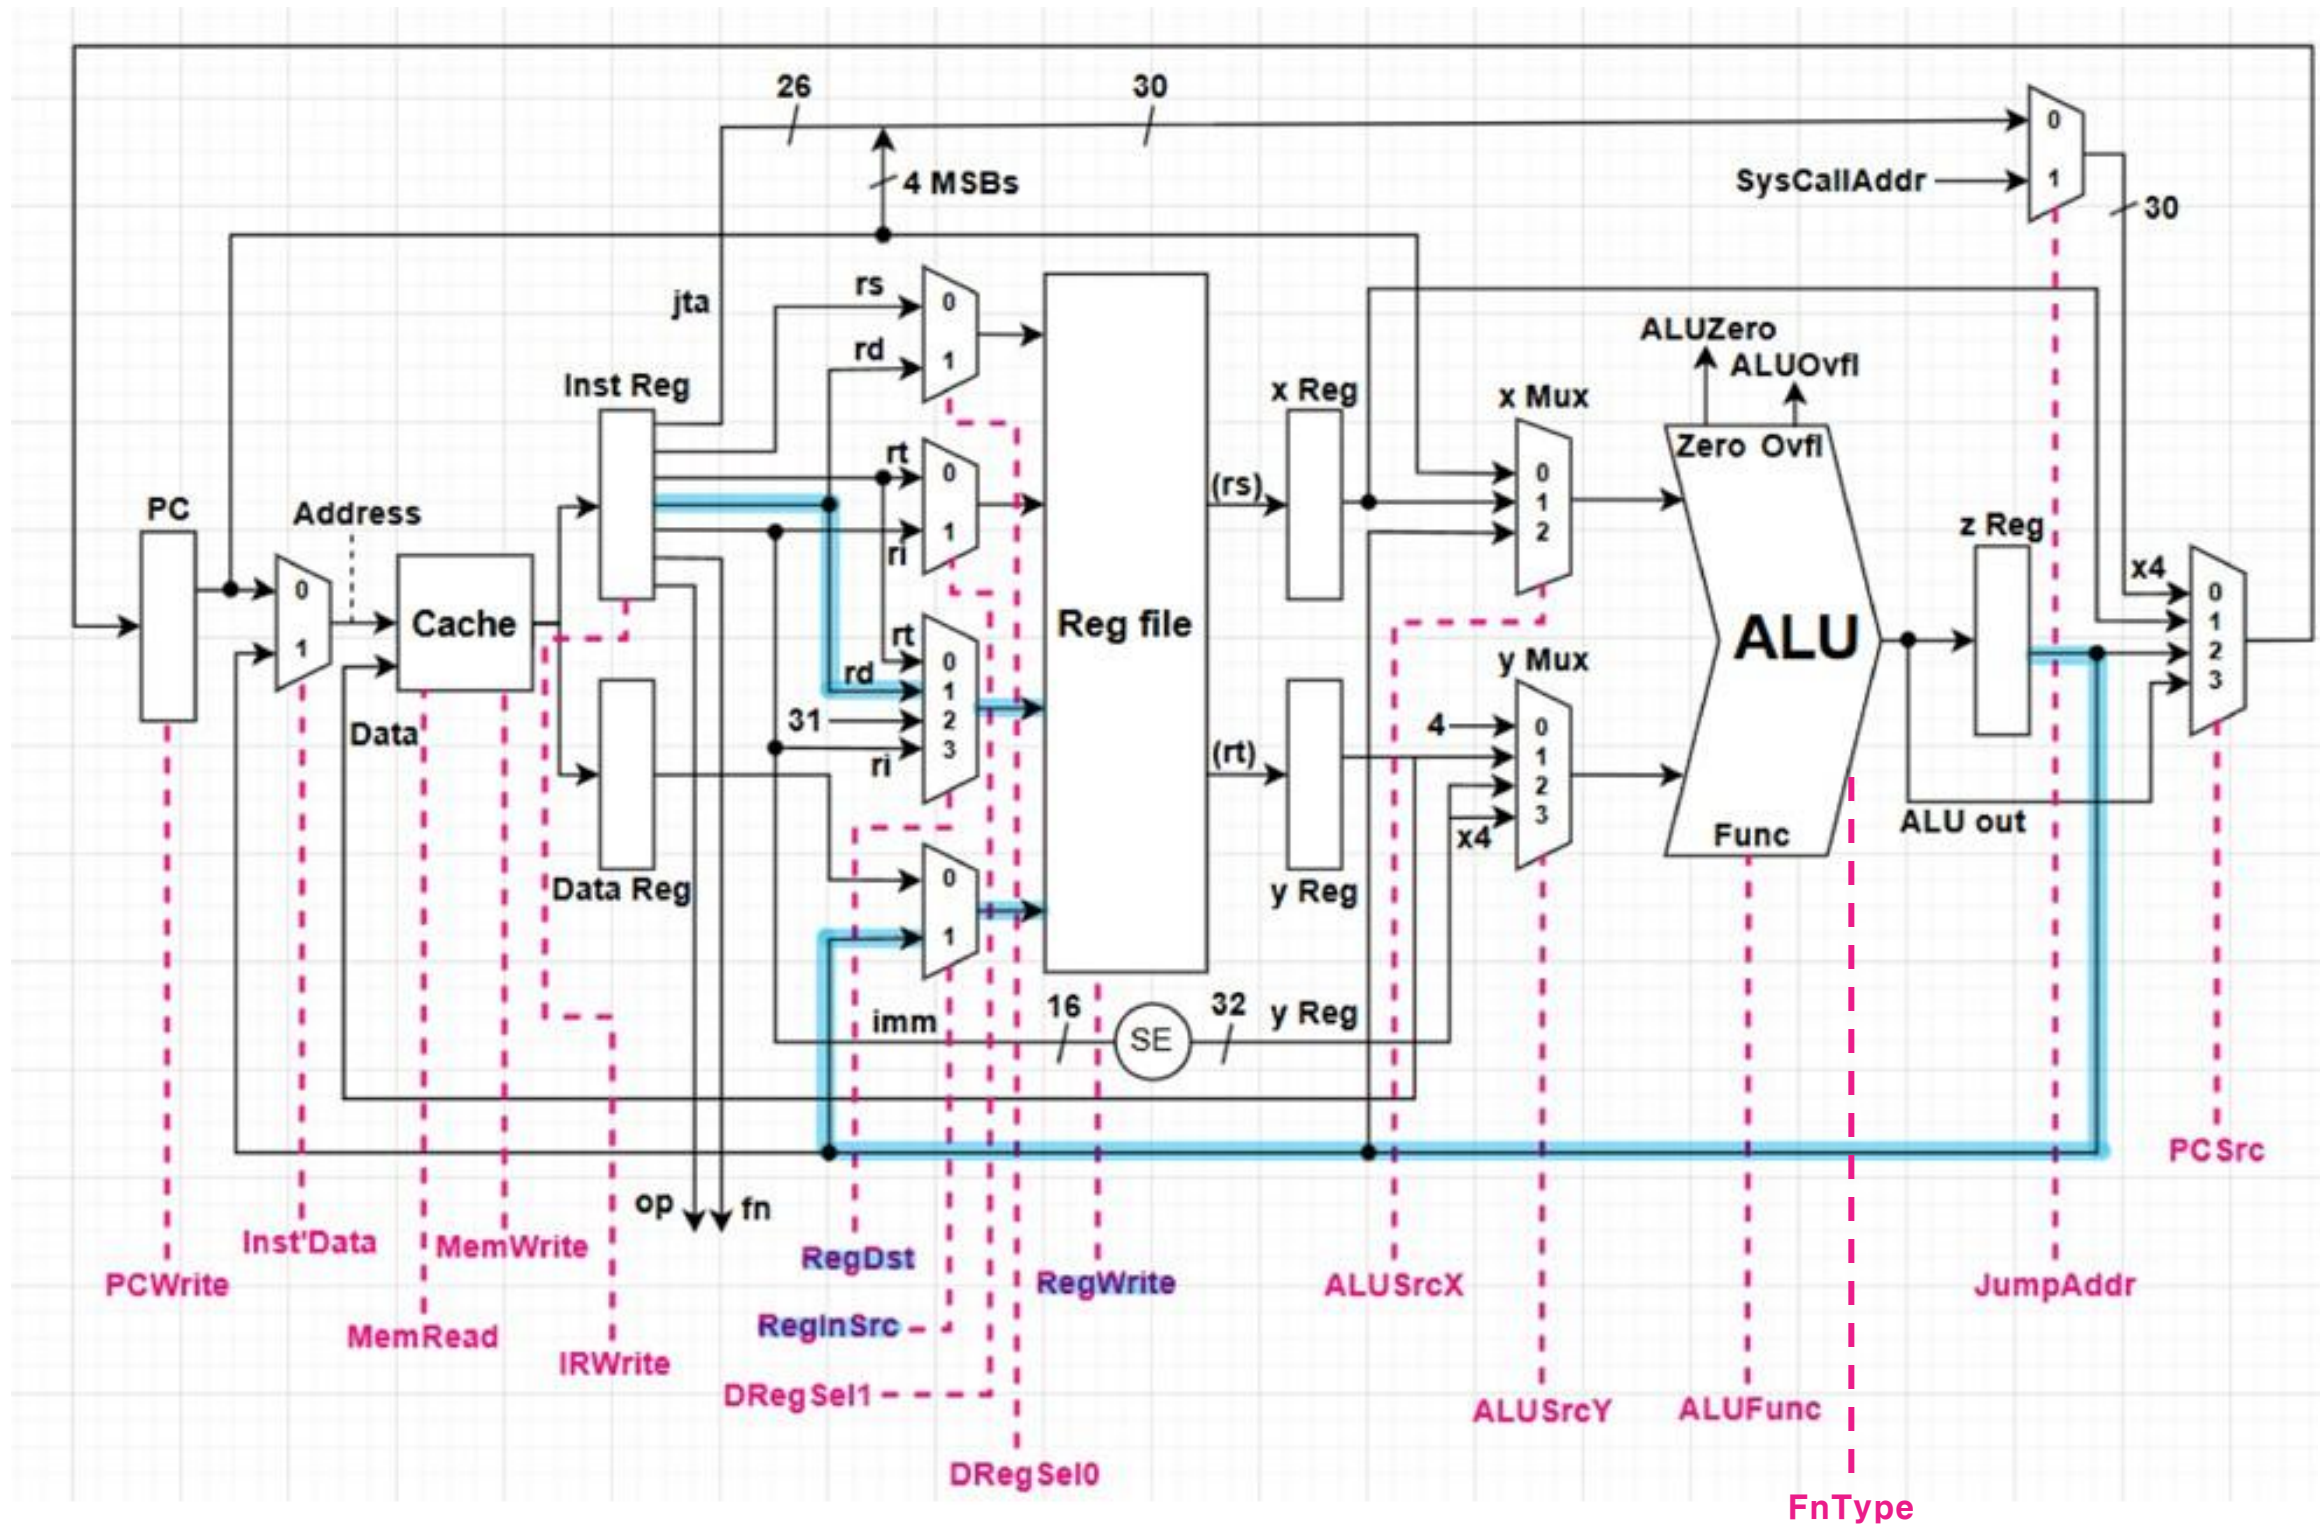 26
30
0
SysCallAddr
1
4 MSBs
30
jta
rs
0
rd
1
ALUZero
ALUOvfl
Inst Reg
x Reg
x Mux
Zero Ovfl
rt
0
0
(rs)
1
PC
Address
1
2
z Reg
ri
x4
0
0
Cache
Reg file
ALU
1
1
rt
0
y Mux
2
rd
1
3
31
2
4
0
Data
3
(rt)
1
ri
2
3
x4
Func
ALU out
Data Reg
0
y Reg
1
16
32
y Reg
imm
SE
PCSrc
op
fn
Inst'Data
MemWrite
RegDst
PCWrite
RegWrite
ALUSrcX
JumpAddr
RegInSrc
MemRead
IRWrite
DRegSel1
ALUSrcY
ALUFunc
DRegSel0
FnType